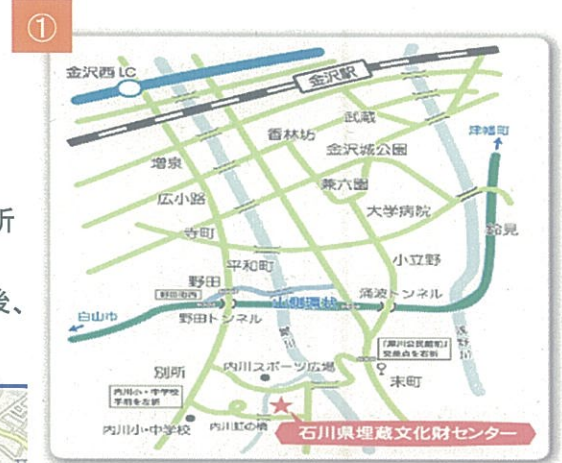 ①
金沢西I.C
金沢駅
武蔵
津幡町
香林坊
金沢城公園
増泉
兼六園
広小路
大学病院
折
寺町
鈴見
平和町
小立野
野田
山側環状
涌波トンネル
後、
白山市
野田トンネル
浅野川
「犀川公民館前」
交差点を右折
別所
内川スポーツ広場
末町
内川小・中学校
手前を左折
内川小・中学校
内川虹の橋
石川県埋蔵文化財センター